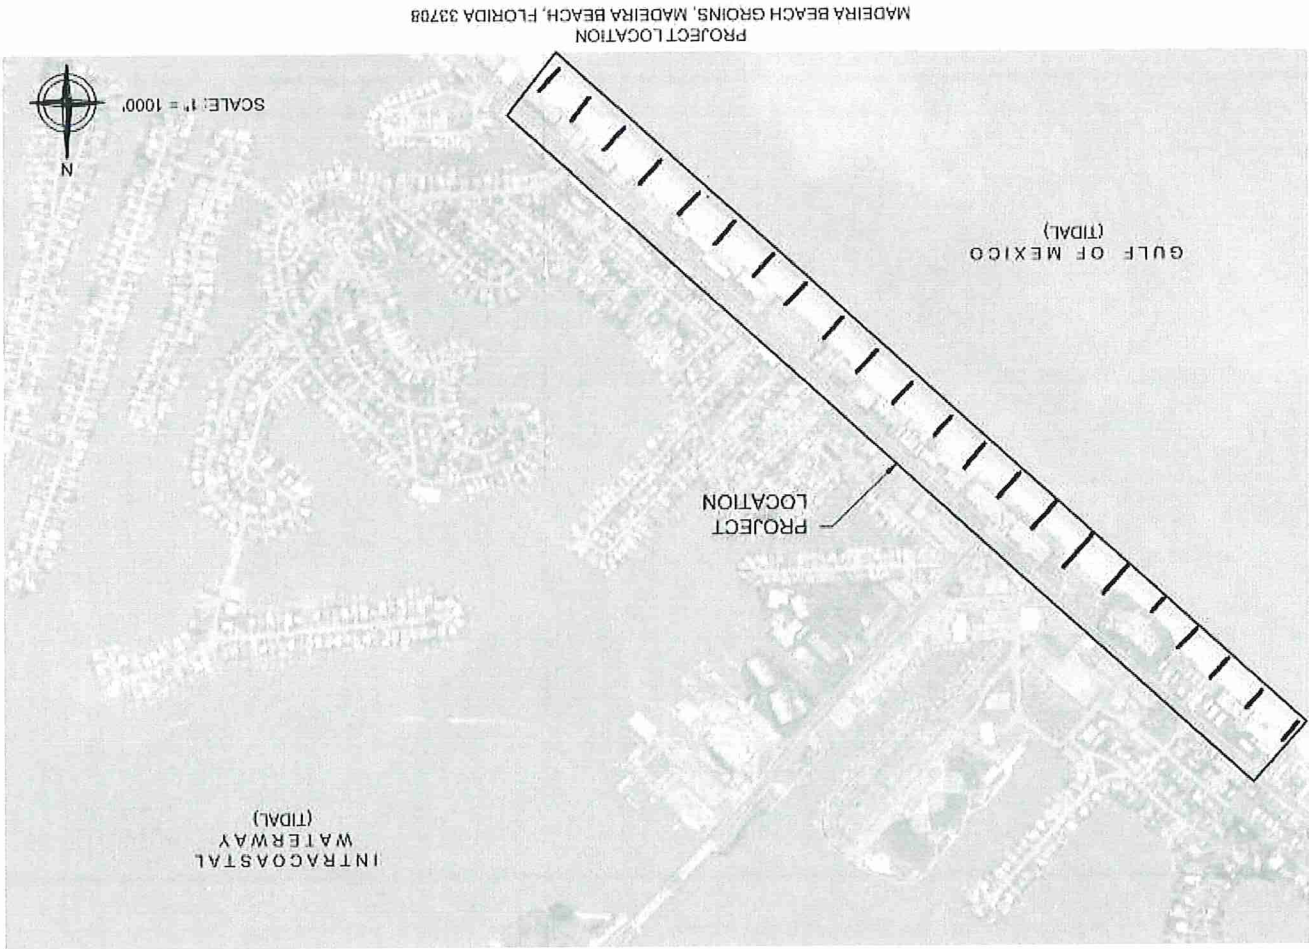 INTRACOASTAL
WATERWAY
(TIDAL)
PROJECT
LOCATION
GULF OF MEXICO
(TIDAL)
N
SCALE: 1" = 1000'
PROJECT LOCATION
MADEIRA BEACH GROINS, MADEIRA BEACH, FLORIDA 33708